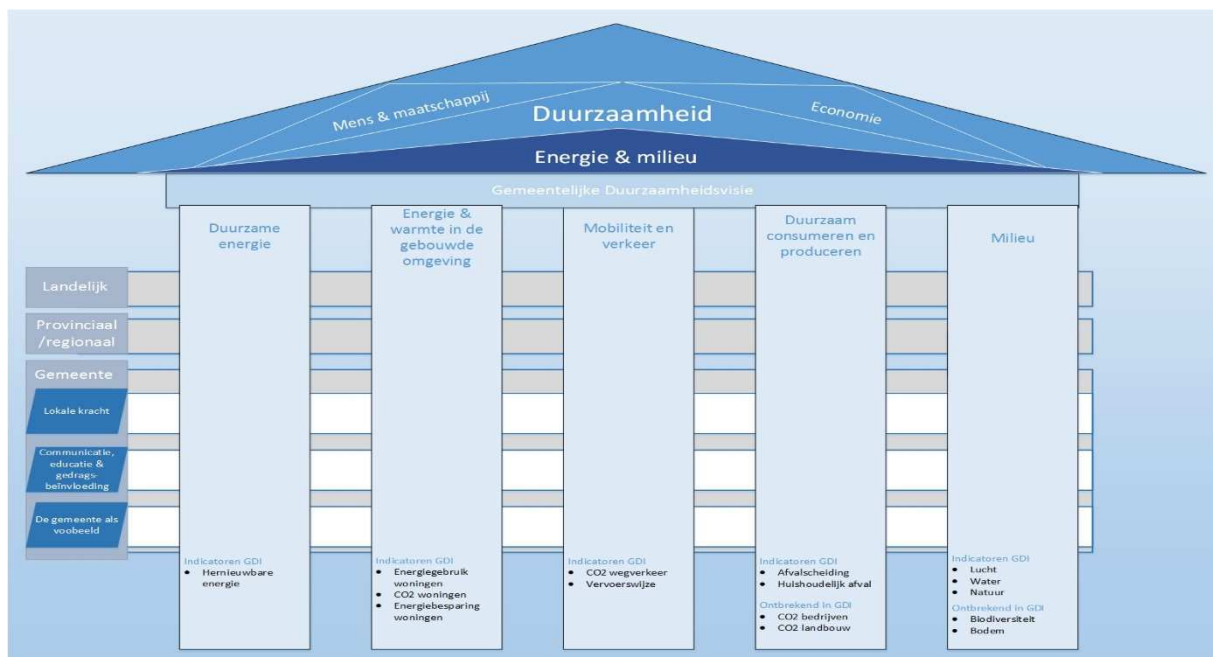 Mens & maatschappij
Duurzaamheid
Economie
Energie & milieu
Gemeentelijke Duurzaamheidsvisie
Duurzame
energie
Energie &
warmte in de
gebouwde
omgeving
Mobiliteit en
verkeer
Duurzaam
consumeren en
produceren
Milieu
Landelijk
Provinciaal
/regionaal
Gemeente
Lokale kracht
Communicatie,
educatie &
gedrags-
beïnvloeding
De gemeente als
voobeeld
Indicatoren GDI
• Hernieuwbare
energie
Indicatoren GDI
• Energiegebruik
woningen
• CO2 woningen
• Energiebesparing
woningen
Indicatoren GDI
• CO2 wegverkeer
• Vervoerswijze
Indicatoren GDI
• Afvalscheiding
• Huishoudelijk afval
Ontbrekend in GDI
• CO2 bedrijven
• CO2 landbouw
Indicatoren GDI
• Lucht
• Water
• Natuur
Ontbrekend in GDI
• Biodiversiteit
• Bodem